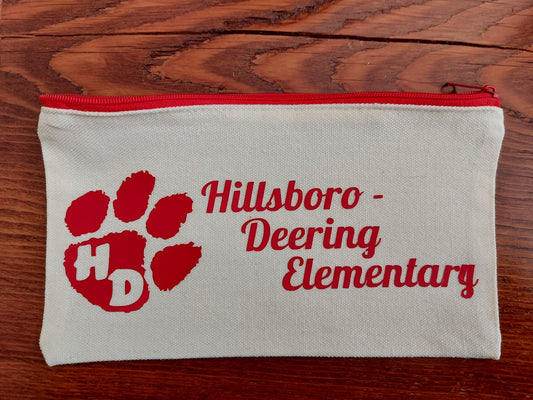 HD
Hillsboro -
Deering
Elementary